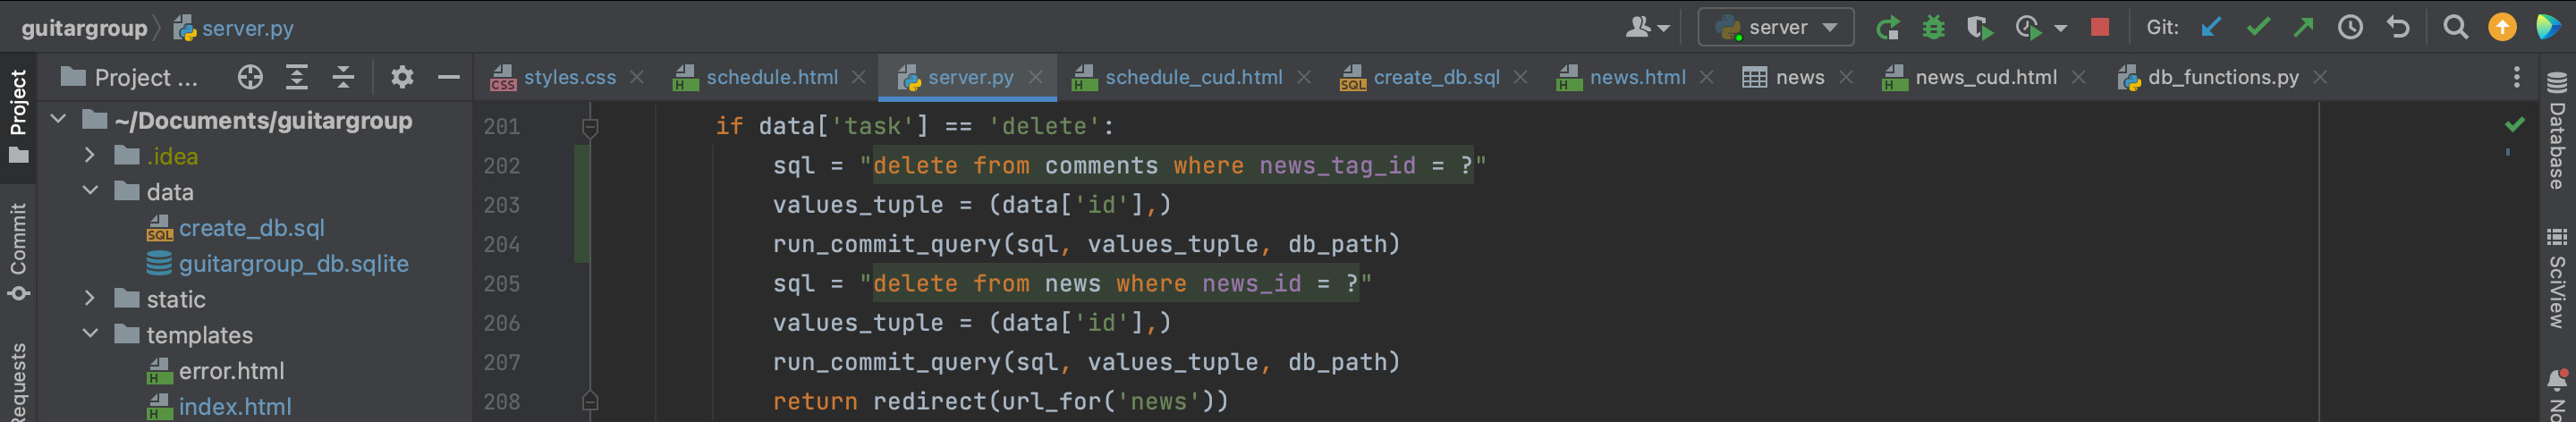 guitargroup server.py server Git:
Project ... styles.css schedule.html server.py schedule_cud.html create_db.sql news.html news news_cud.html db_functions.py
Project
Commit
Requests
~/Documents/guitargroup
.idea
data
create_db.sql
guitargroup_db.sqlite
static
templates
error.html
index.html
201 if data['task'] == 'delete':
202 sql = "delete from comments where news_tag_id = ?"
203 values_tuple = (data['id'],)
204 run_commit_query(sql, values_tuple, db_path)
205 sql = "delete from news where news_id = ?"
206 values_tuple = (data['id'],)
207 run_commit_query(sql, values_tuple, db_path)
208 return redirect(url_for('news'))
Database
SciView